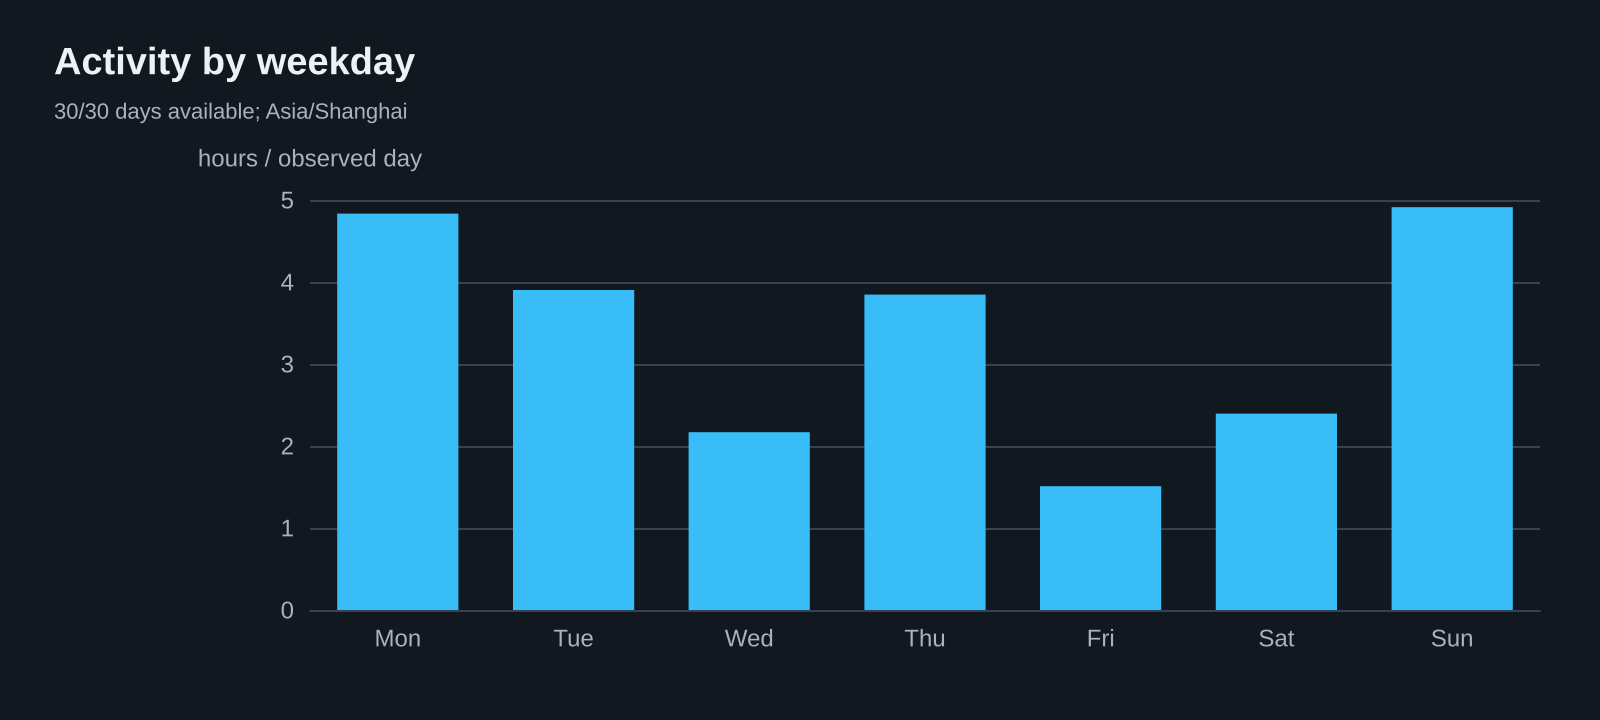 Activity by weekday
30/30 days available; Asia/Shanghai
hours / observed day
5
4
3
2
1
0
Mon Tue Wed Thu Fri Sat Sun